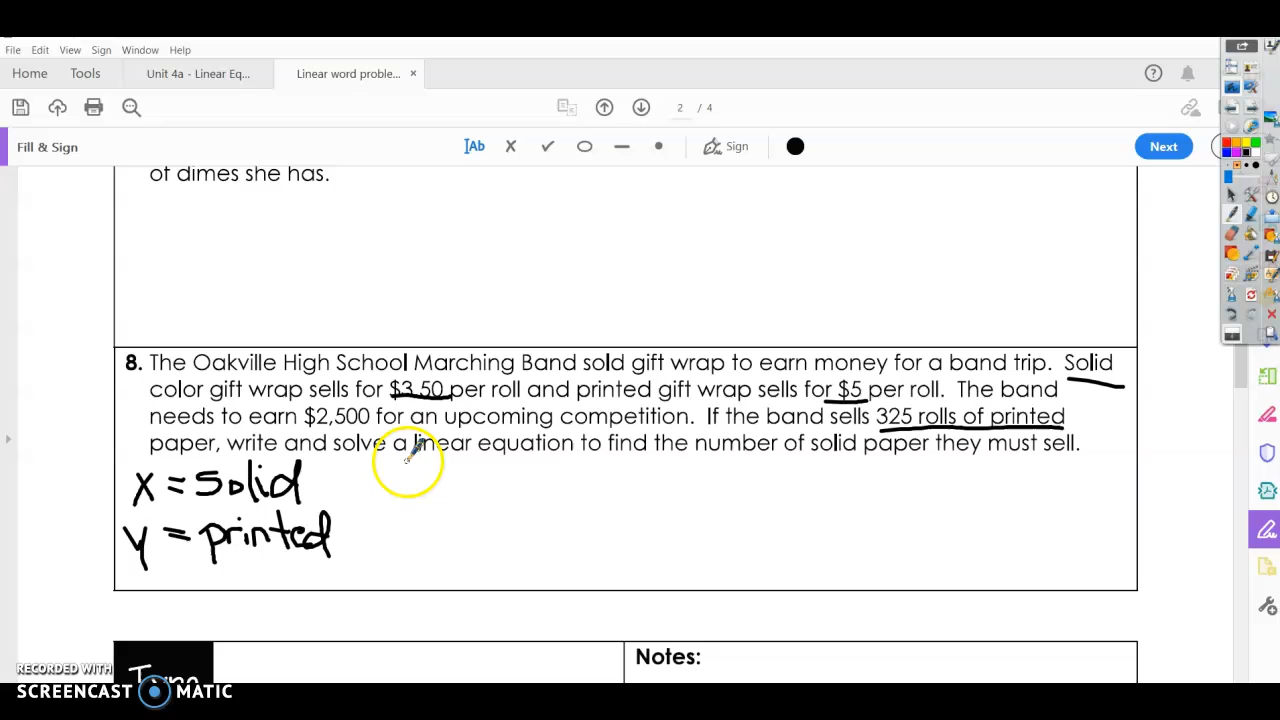 File Edit View Sign Window Help
Home Tools Unit 4a - Linear Eq... Linear word proble... ×
2 / 4
Fill & Sign Ab Sign Next
of dimes she has.
8. The Oakville High School Marching Band sold gift wrap to earn money for a band trip. Solid
color gift wrap sells for $3.50 per roll and printed gift wrap sells for $5 per roll. The band
needs to earn $2,500 for an upcoming competition. If the band sells 325 rolls of printed
paper, write and solve a linear equation to find the number of solid paper they must sell.
x = solid
y = printed
Notes:
RECORDED WITH
SCREENCAST MATIC